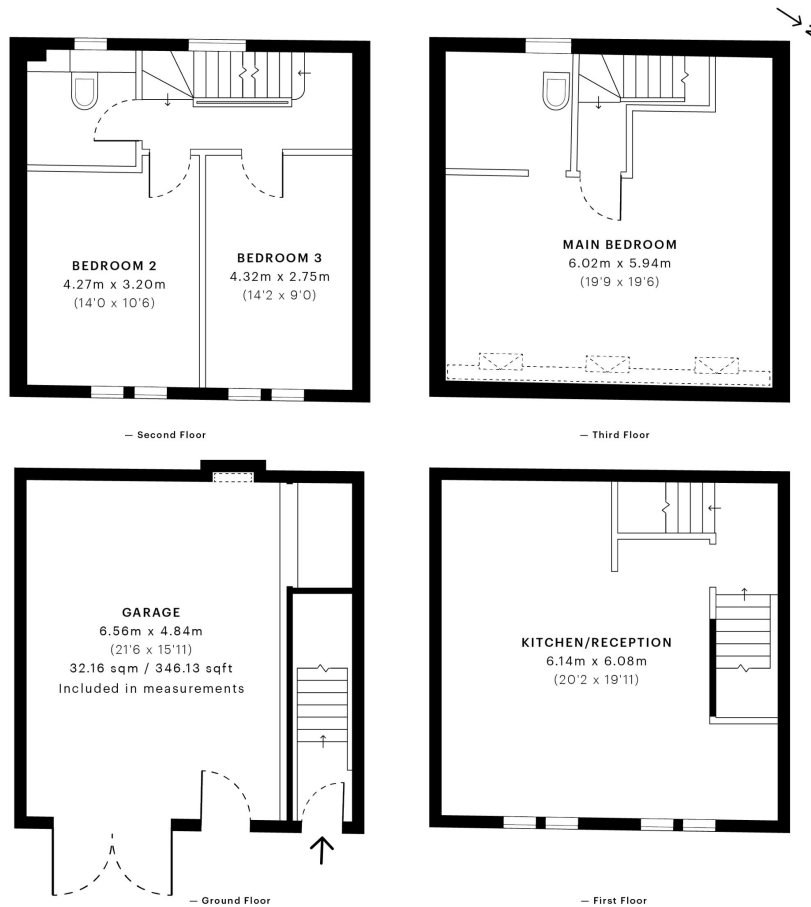 BEDROOM 2
4.27m x 3.20m
(14'0 x 10'6)
BEDROOM 3
4.32m x 2.75m
(14'2 x 9'0)
— Second Floor
MAIN BEDROOM
6.02m x 5.94m
(19'9 x 19'6)
— Third Floor
GARAGE
6.56m x 4.84m
(21'6 x 15'11)
32.16 sqm / 346.13 sqft
Included in measurements
— Ground Floor
KITCHEN/RECEPTION
6.14m x 6.08m
(20'2 x 19'11)
— First Floor